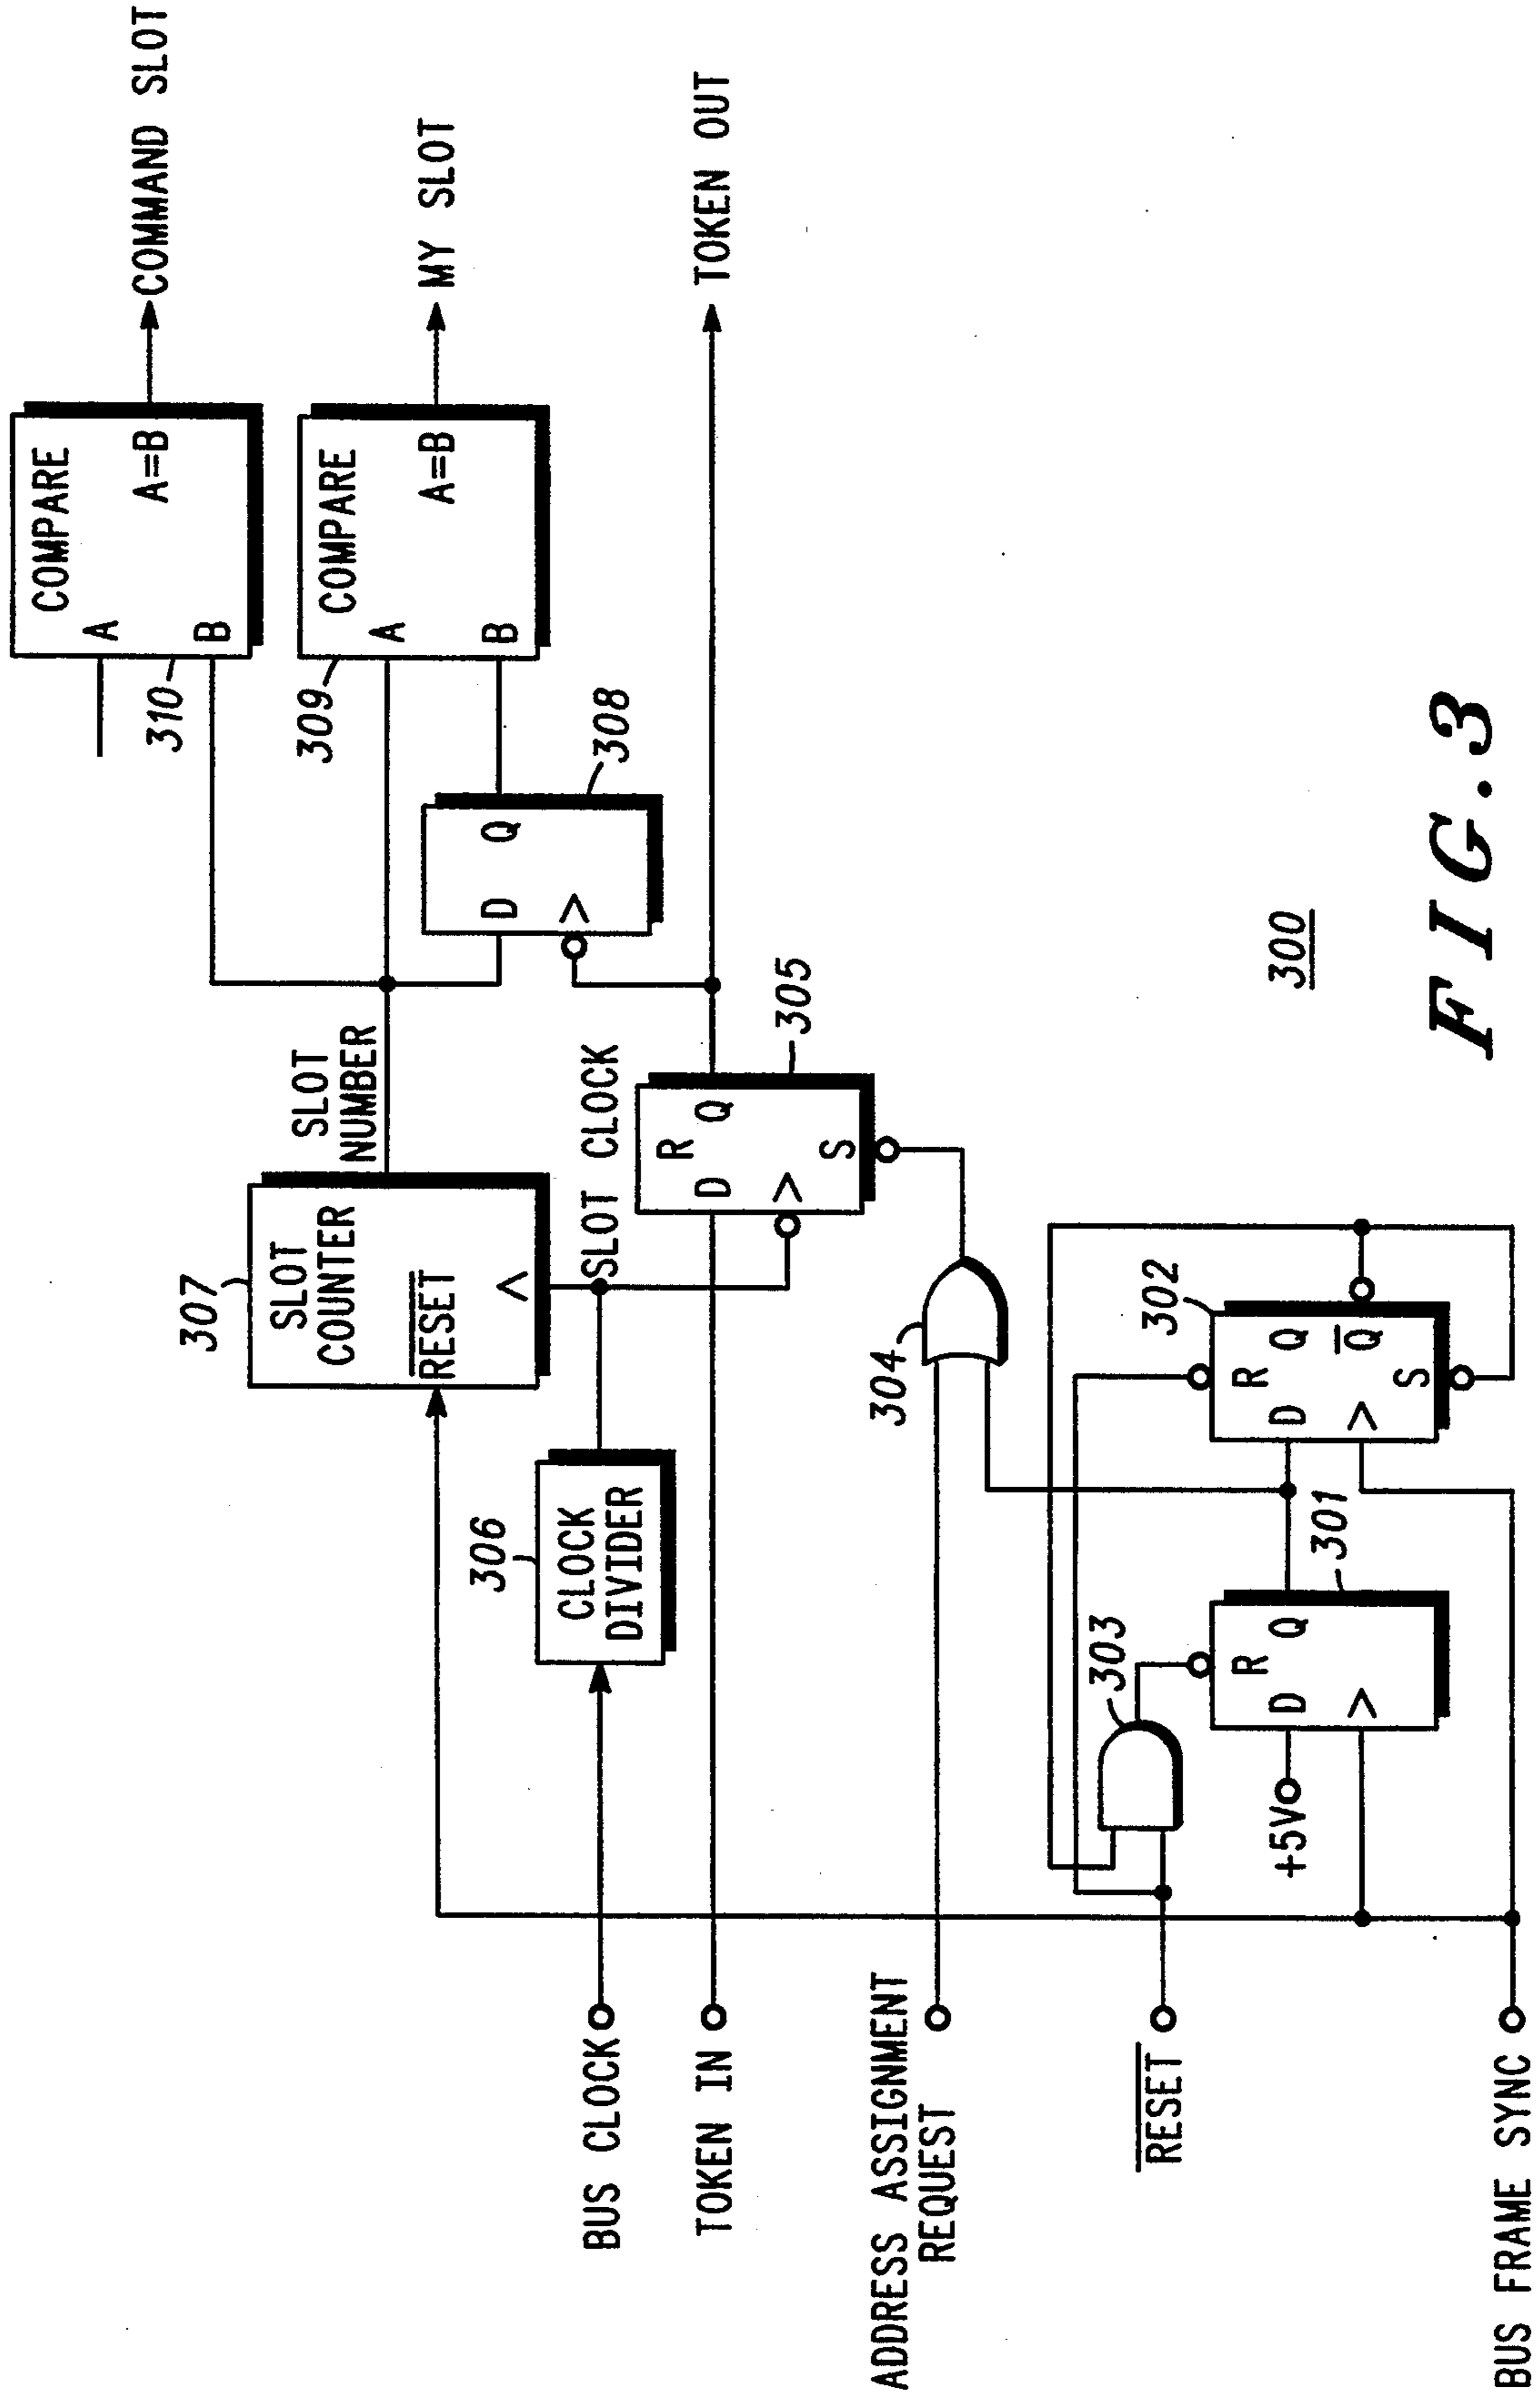 COMPARE
A
A=B
B
310
COMMAND SLOT
COMPARE
A
A=B
B
309
MY SLOT
307
SLOT
COUNTER
RESET
>
SLOT
NUMBER
D
Q
>
308
306
CLOCK
DIVIDER
SLOT CLOCK
R
D
Q
>
S
305
TOKEN OUT
BUS CLOCK
TOKEN IN
ADDRESS ASSIGNMENT
REQUEST
304
303
RESET
+5V
R
D
Q
>
301
302
R
D
Q
Q
>
S
BUS FRAME SYNC
300
FIG.3